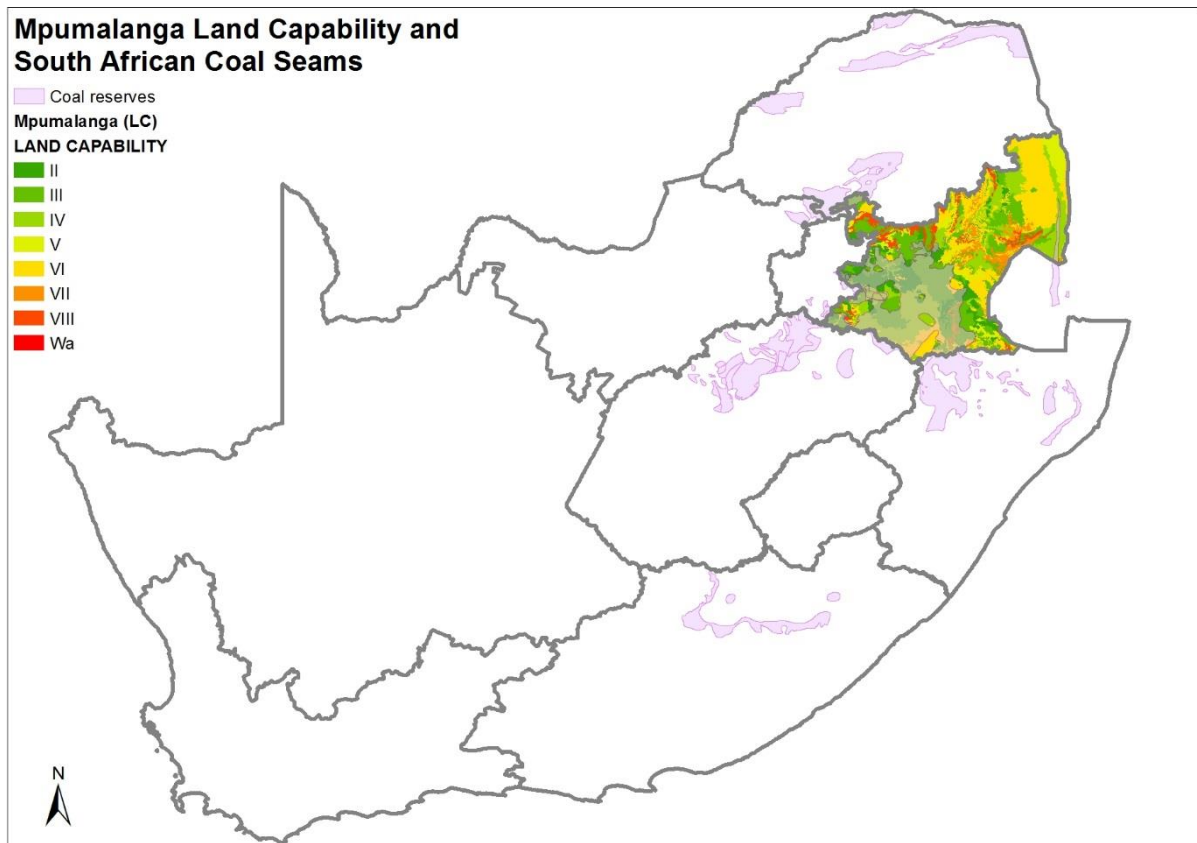 Mpumalanga Land Capability and
South African Coal Seams
Coal reserves
Mpumalanga (LC)
LAND CAPABILITY
II
III
IV
V
VI
VII
VIII
Wa
N